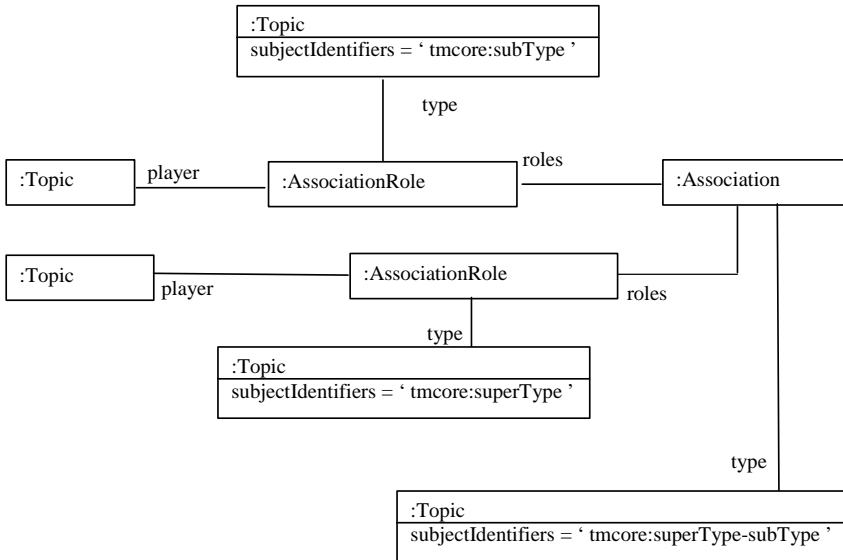 :Topic
subjectIdentifiers = ‘ tmcore:subType ’
type
:Topic
player
:AssociationRole
roles
:Association
:Topic
player
:AssociationRole
roles
type
:Topic
subjectIdentifiers = ‘ tmcore:superType ’
type
:Topic
subjectIdentifiers = ‘ tmcore:superType-subType ’